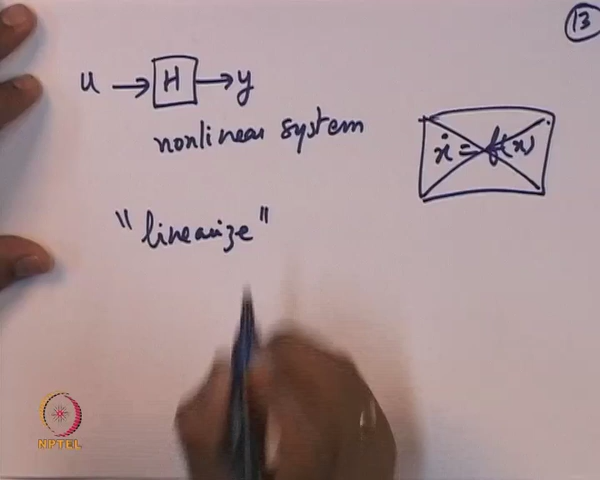 13
u → H → y
nonlinear system
ẋ = f(x)
"linearize"
NPTEL